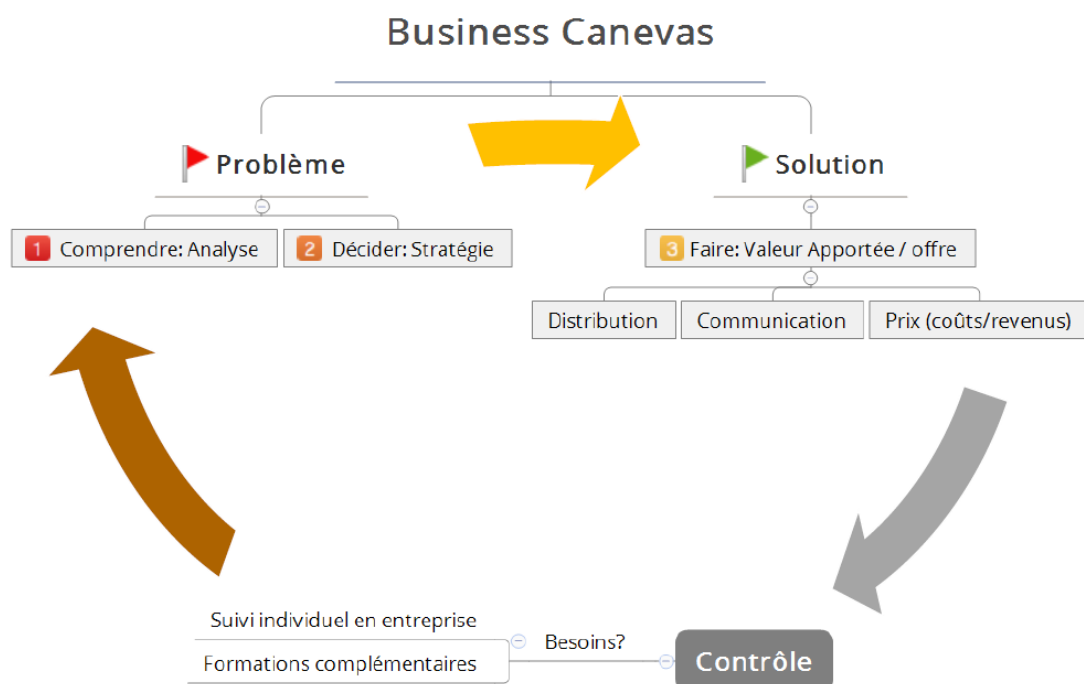 Business Canevas
Problème
Solution
1 Comprendre: Analyse
2 Décider: Stratégie
3 Faire: Valeur Apportée / offre
Distribution
Communication
Prix (coûts/revenus)
Suivi individuel en entreprise
Formations complémentaires
Besoins?
Contrôle